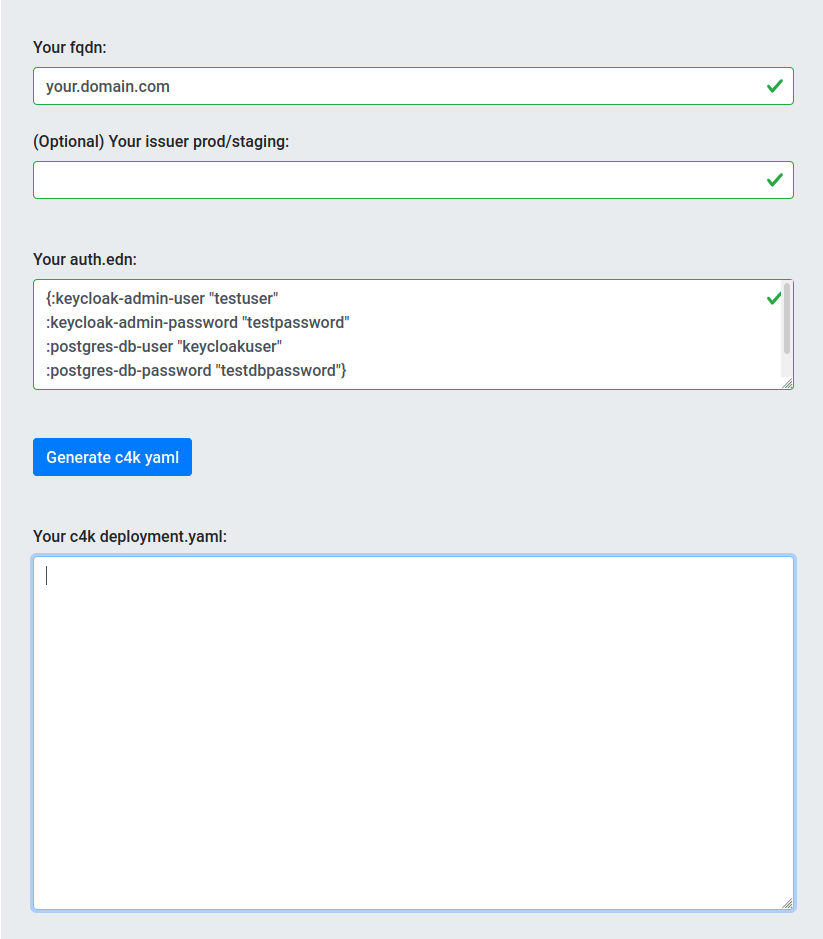 Your fqdn:
your.domain.com
(Optional) Your issuer prod/staging:
Your auth.edn:
{:keycloak-admin-user "testuser"
:keycloak-admin-password "testpassword"
:postgres-db-user "keycloakuser"
:postgres-db-password "testdbpassword"}
Generate c4k yaml
Your c4k deployment.yaml: